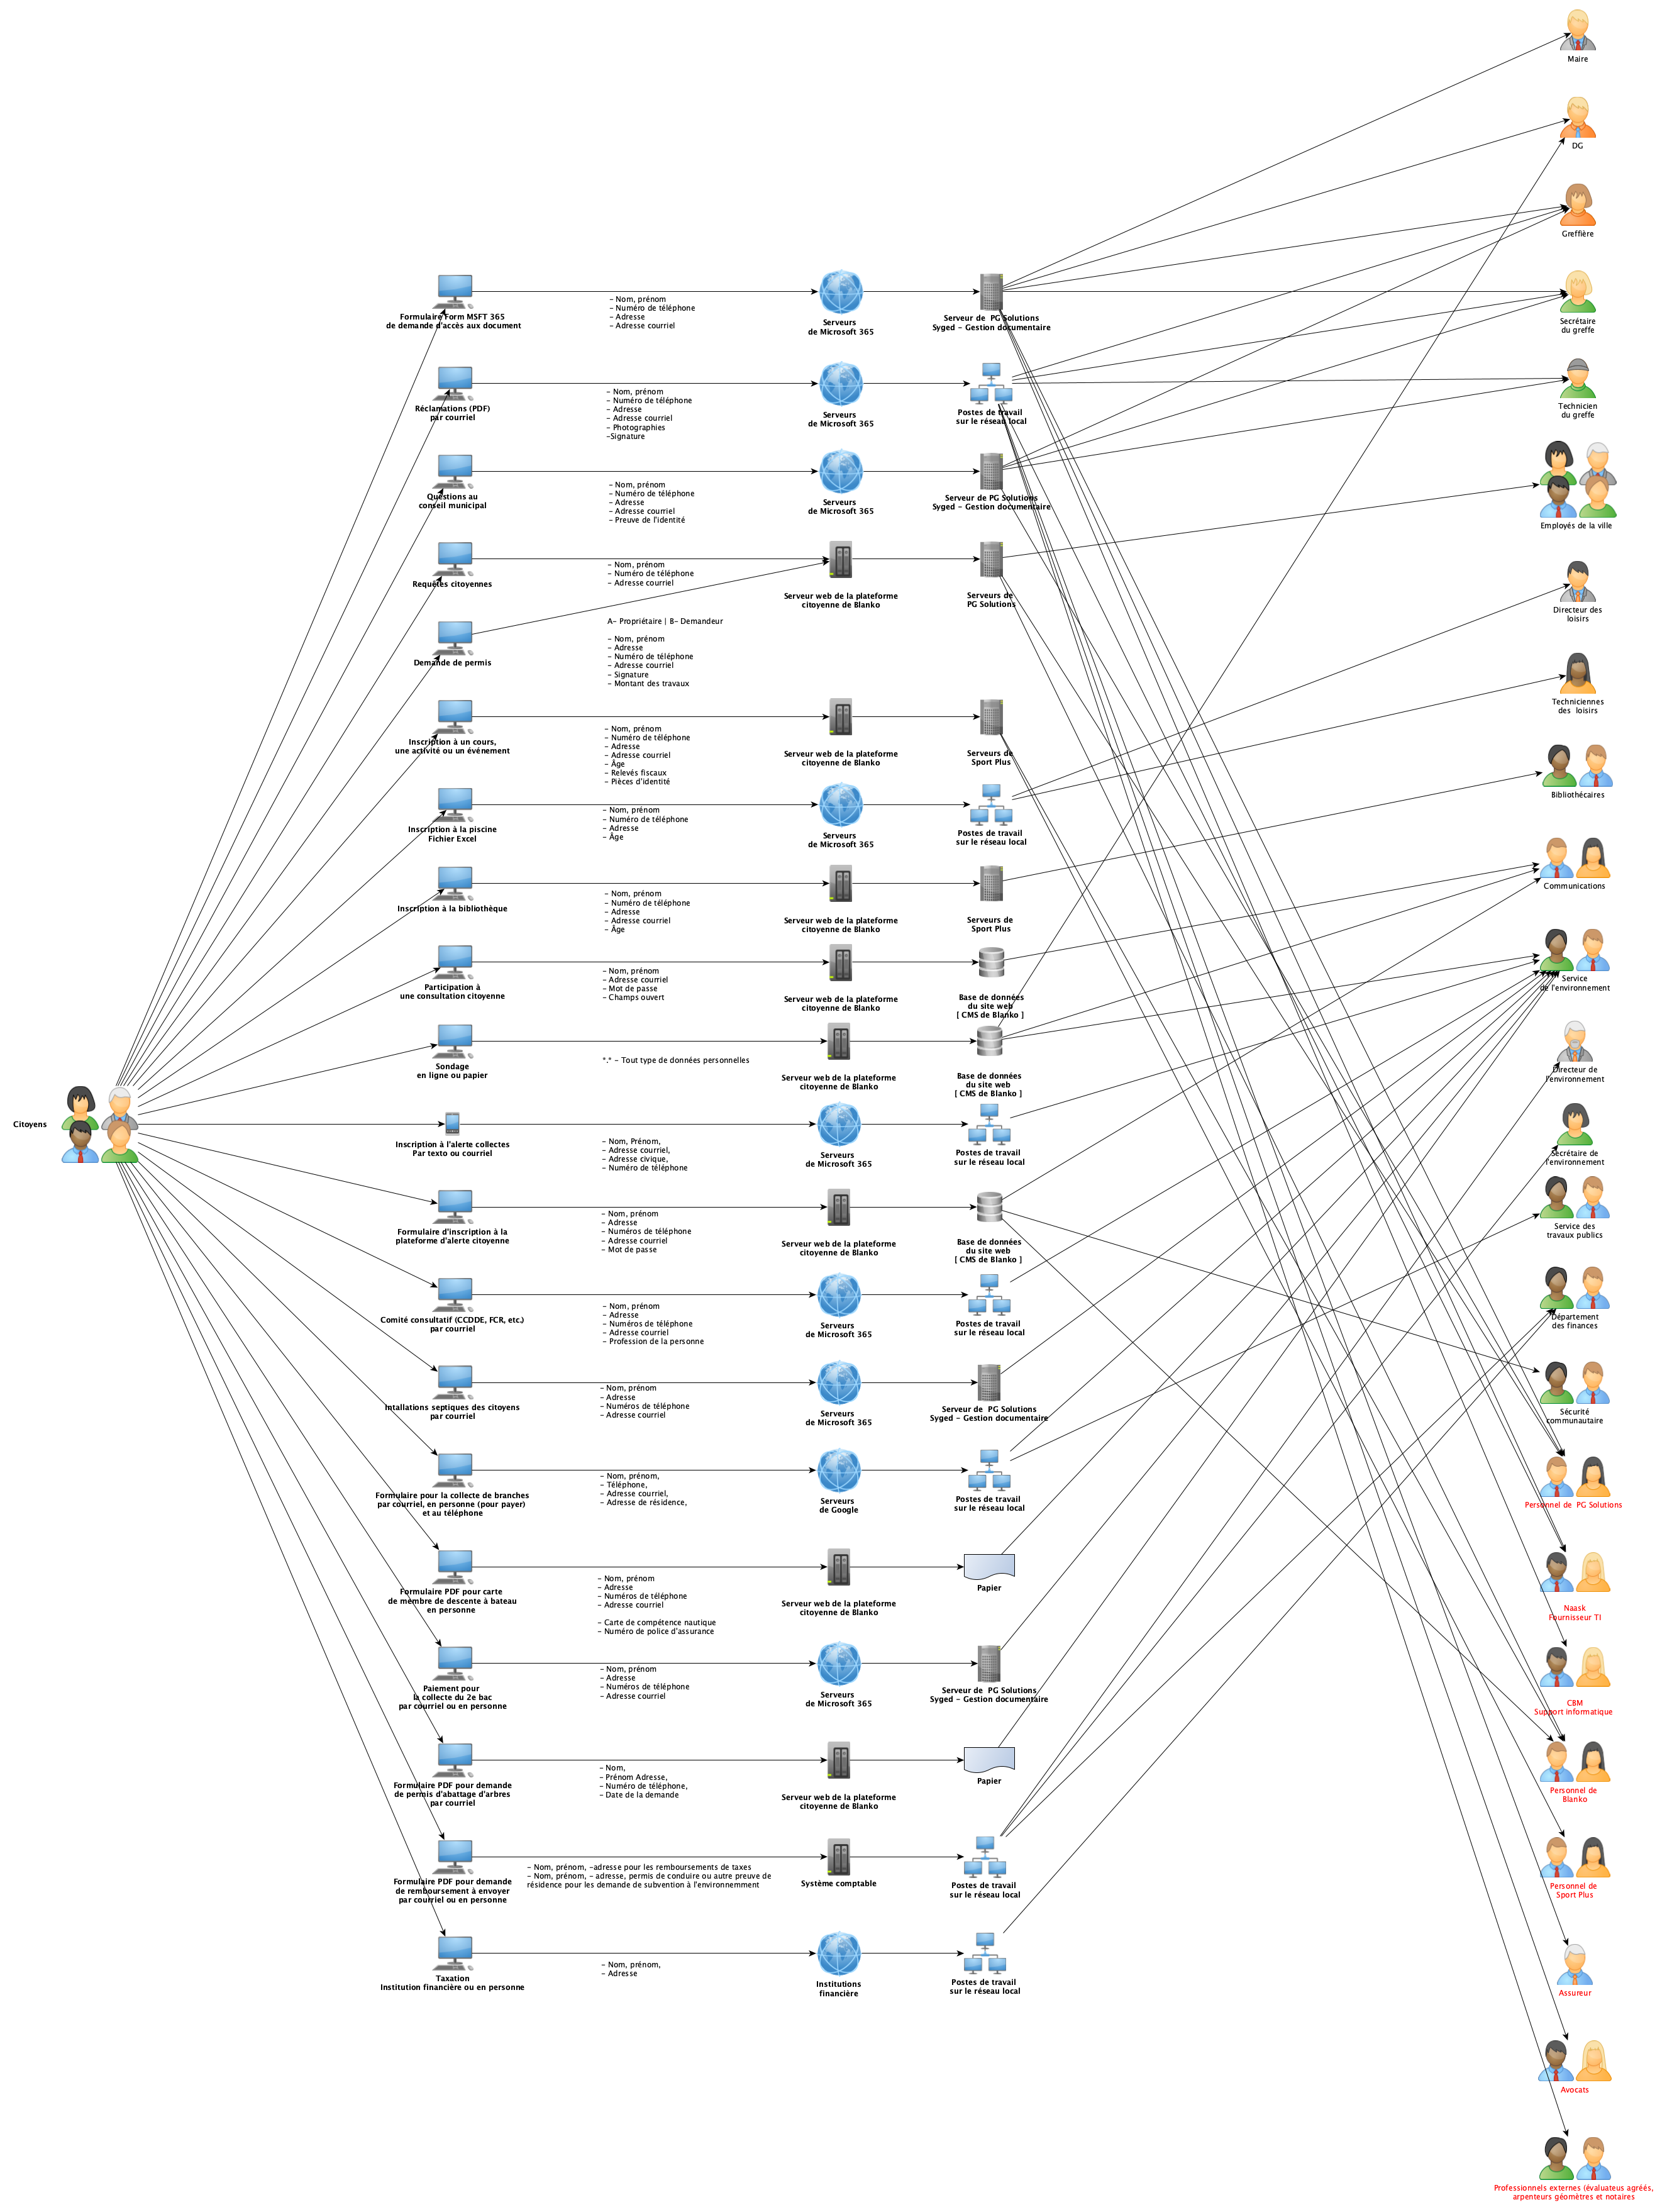 Maire
DG
Greffière
Secrétaire
du greffe
Technicien
du greffe
Employés de la ville
Directeur des
loisirs
Techniciennes
des  loisirs
Bibliothécaires
Communications
Service
de l'environnement
Directeur de
l'environnement
Secrétaire de
l'environnement
Service des
travaux publics
Département
des finances
Sécurité
communautaire
Personnel de  PG Solutions
Naask
Fournisseur TI
CBM
Support informatique
Personnel de
Blanko
Personnel de
Sport Plus
Assureur
Avocats
Professionels externes (évaluateus agréés,
arpenteurs géomètres et notaires
Citoyens
Formulaire Form MSFT 365
de demande d'accès aux document
- Nom, prénom
- Numéro de téléphone
- Adresse
- Adresse courriel
Serveurs
de Microsoft 365
Serveur de  PG Solutions
Syged - Gestion documentaire
Réclamations (PDF)
par courriel
- Nom, prénom
- Numéro de téléphone
- Adresse
- Adresse courriel
- Photographies
-Signature
Serveurs
de Microsoft 365
Postes de travail
sur le réseau local
Questions au
conseil municipal
- Nom, prénom
- Numéro de téléphone
- Adresse
- Adresse courriel
- Preuve de l'identité
Serveurs
de Microsoft 365
Serveur de PG Solutions
Syged - Gestion documentaire
Requêtes citoyennes
- Nom, prénom
- Numéro de téléphone
- Adresse courriel
Serveur web de la plateforme
citoyenne de Blanko
Serveurs de
PG Solutions
Demande de permis
A- Propriétaire | B- Demandeur
- Nom, prénom
- Adresse
- Numéro de téléphone
- Adresse courriel
- Signature
- Montant des travaux
Inscription à un cours,
une activité ou un événement
- Nom, prénom
- Numéro de téléphone
- Adresse
- Adresse courriel
- Âge
- Relevés fiscaux
- Pièces d'identité
Serveur web de la plateforme
citoyenne de Blanko
Serveurs de
Sport Plus
Inscription à la piscine
Fichier Excel
- Nom, prénom
- Numéro de téléphone
- Adresse
- Âge
Serveurs
de Microsoft 365
Postes de travail
sur le réseau local
Inscription à la bibliothèque
- Nom, prénom
- Numéro de téléphone
- Adresse
- Adresse courriel
- Âge
Serveur web de la plateforme
citoyenne de Blanko
Serveurs de
Sport Plus
Participation à
une consultation citoyenne
- Nom, prénom
- Adresse courriel
- Mot de passe
- Champs ouvert
Serveur web de la plateforme
citoyenne de Blanko
Base de données
du site web
[ CMS de Blanko ]
Sondage
en ligne ou papier
*.* - Tout type de données personnelles
Serveur web de la plateforme
citoyenne de Blanko
Base de données
du site web
[ CMS de Blanko ]
Inscription à l'alerte collectes
Par texto ou courriel
- Nom, Prénom,
- Adresse courriel,
- Adresse civique,
- Numéro de téléphone
Serveurs
de Microsoft 365
Postes de travail
sur le réseau local
Formulaire d'inscription à la
plateforme d'alerte citoyenne
- Nom, prénom
- Adresse
- Numéros de téléphone
- Adresse courriel
- Mot de passe
Serveur web de la plateforme
citoyenne de Blanko
Base de données
du site web
[ CMS de Blanko ]
Comité consultatif (CCDDE, FCR, etc.)
par courriel
- Nom, prénom
- Adresse
- Numéros de téléphone
- Adresse courriel
- Profession de la personne
Serveurs
de Microsoft 365
Postes de travail
sur le réseau local
Intallations septiques des citoyens
par courriel
- Nom, prénom
- Adresse
- Numéros de téléphone
- Adresse courriel
Serveurs
de Microsoft 365
Serveur de  PG Solutions
Syged - Gestion documentaire
Formulaire pour la collecte de branches
par courriel, en personne (pour payer)
et au téléphone
- Nom, prénom,
- Téléphone,
- Adresse courriel,
- Adresse de résidence,
Serveurs
de Google
Postes de travail
sur le réseau local
Formulaire PDF pour carte
de membre de descente à bateau
en personne
- Nom, prénom
- Adresse
- Numéros de téléphone
- Adresse courriel
- Carte de compétence nautique
- Numéro de police d'assurance
Serveur web de la plateforme
citoyenne de Blanko
Papier
Paiement pour
la collecte du 2e bac
par courriel ou en personne
- Nom, prénom
- Adresse
- Numéros de téléphone
- Adresse courriel
Serveurs
de Microsoft 365
Serveur de  PG Solutions
Syged - Gestion documentaire
Formulaire PDF pour demande
de permis d'abattage d'arbres
par courriel
- Nom,
- Prénom Adresse,
- Numéro de téléphone,
- Date de la demande
Serveur web de la plateforme
citoyenne de Blanko
Papier
Formulaire PDF pour demande
de remboursement à envoyer
par courriel ou en personne
- Nom, prénom, -adresse pour les remboursements de taxes
- Nom, prénom, - adresse, permis de conduire ou autre preuve de
résidence pour les demande de subvention à l'environnemment
Système comptable
Postes de travail
sur le réseau local
Taxation
Institution financière ou en personne
- Nom, prénom,
- Adresse
Institutions
financière
Postes de travail
sur le réseau local